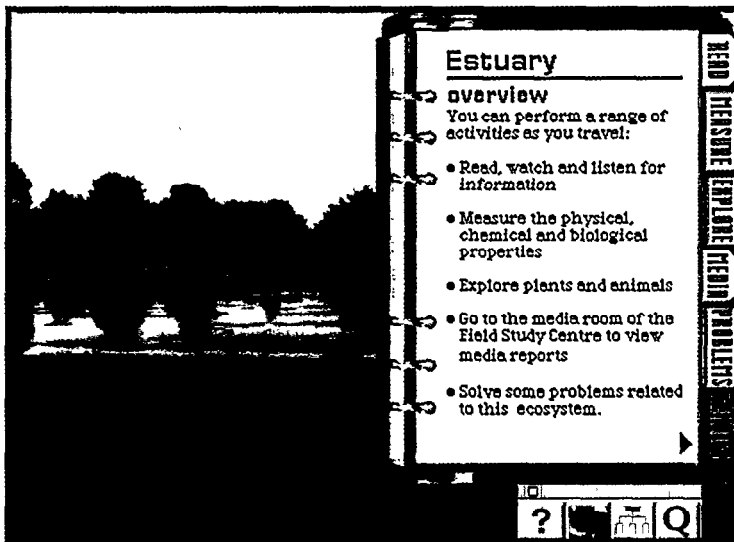 Estuary
overview
You can perform a range of
activities as you travel:
• Read, watch and listen for
information
• Measure the physical,
chemical and biological
properties
• Explore plants and animals
• Go to the media room of the
Field Study Centre to view
media reports
• Solve some problems related
to this ecosystem.
READ
MEASURE
EXPLORE
MEDIA
PROBLEMS
?
Q